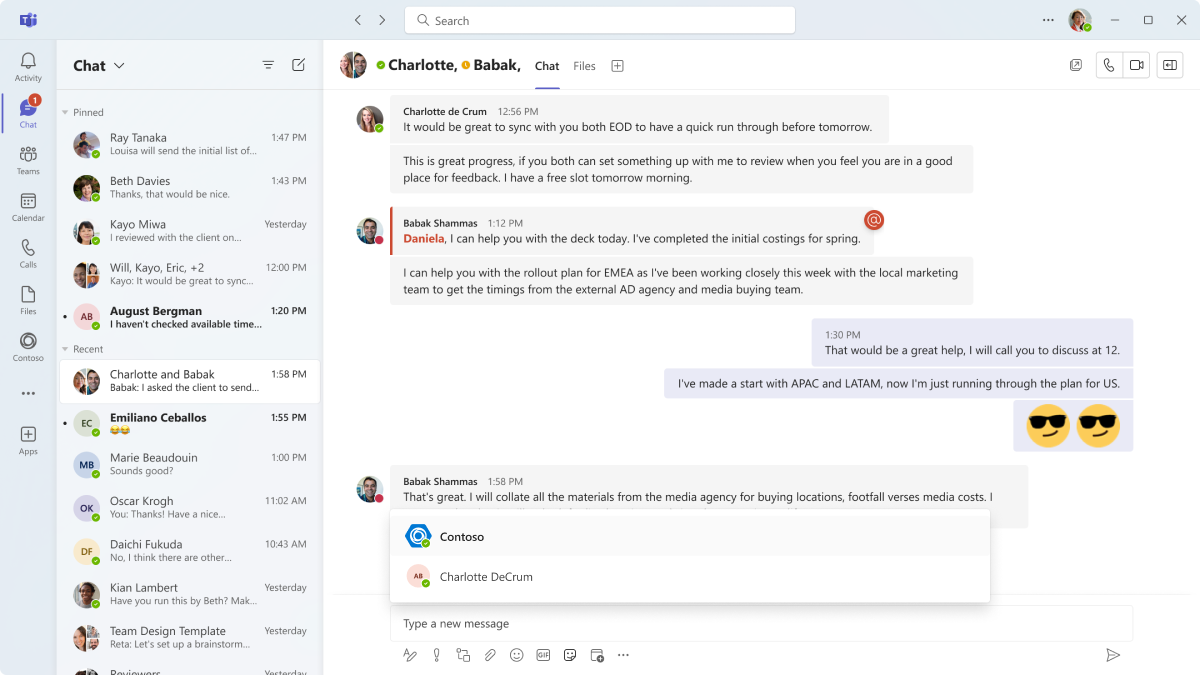 Search
Activity
1
Chat
Teams
Calendar
Calls
Files
Contoso
Apps
Chat
Pinned
Ray Tanaka 1:47 PM
Louisa will send the initial list of...
Beth Davies 1:43 PM
Thanks, that would be nice.
Kayo Miwa Yesterday
I reviewed with the client on...
Will, Kayo, Eric, +2 12:00 PM
Kayo: It would be great to sync...
AB August Bergman 1:20 PM
I haven't checked available time...
Recent
Charlotte and Babak 1:58 PM
Babak: I asked the client to send...
EC Emiliano Ceballos 1:55 PM
MB Marie Beaudouin 1:00 PM
Sounds good?
OK Oscar Krogh 11:02 AM
You: Thanks! Have a nice...
DF Daichi Fukuda 10:43 AM
No, I think there are other...
Kian Lambert Yesterday
Have you run this by Beth? Mak...
Team Design Template Yesterday
Reta: Let's set up a brainstorm...
Reviewers Yesterday
Charlotte, Babak, Chat Files
Charlotte de Crum 12:56 PM
It would be great to sync with you both EOD to have a quick run through before tomorrow.
This is great progress, if you both can set something up with me to review when you feel you are in a good
place for feedback. I have a free slot tomorrow morning.
Babak Shammas 1:12 PM
@
Daniela, I can help you with the deck today. I've completed the initial costings for spring.
I can help you with the rollout plan for EMEA as I've been working closely this week with the local marketing
team to get the timings from the external AD agency and media buying team.
1:30 PM
That would be a great help, I will call you to discuss at 12.
I've made a start with APAC and LATAM, now I'm just running through the plan for US.
Babak Shammas 1:58 PM
That's great. I will collate all the materials from the media agency for buying locations, footfall verses media costs. I
Contoso
AB Charlotte DeCrum
Type a new message
GIF